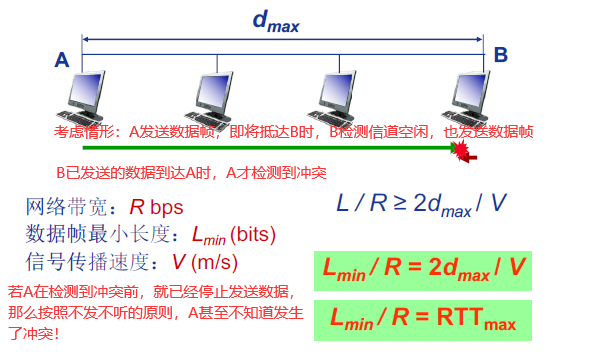 dmax
A
B
考虑情形：A发送数据帧，即将抵达B时，B检测信道空闲，也发送数据帧
B已发送的数据到达A时，A才检测到冲突
网络带宽：R bps
L / R ≥ 2dmax / V
数据帧最小长度：Lmin (bits)
信号传播速度：V (m/s)
Lmin / R = 2dmax / V
若A在检测到冲突前，就已经停止发送数据，
那么按照不发不听的原则，A甚至不知道发生
了冲突！
Lmin / R = RTTmax